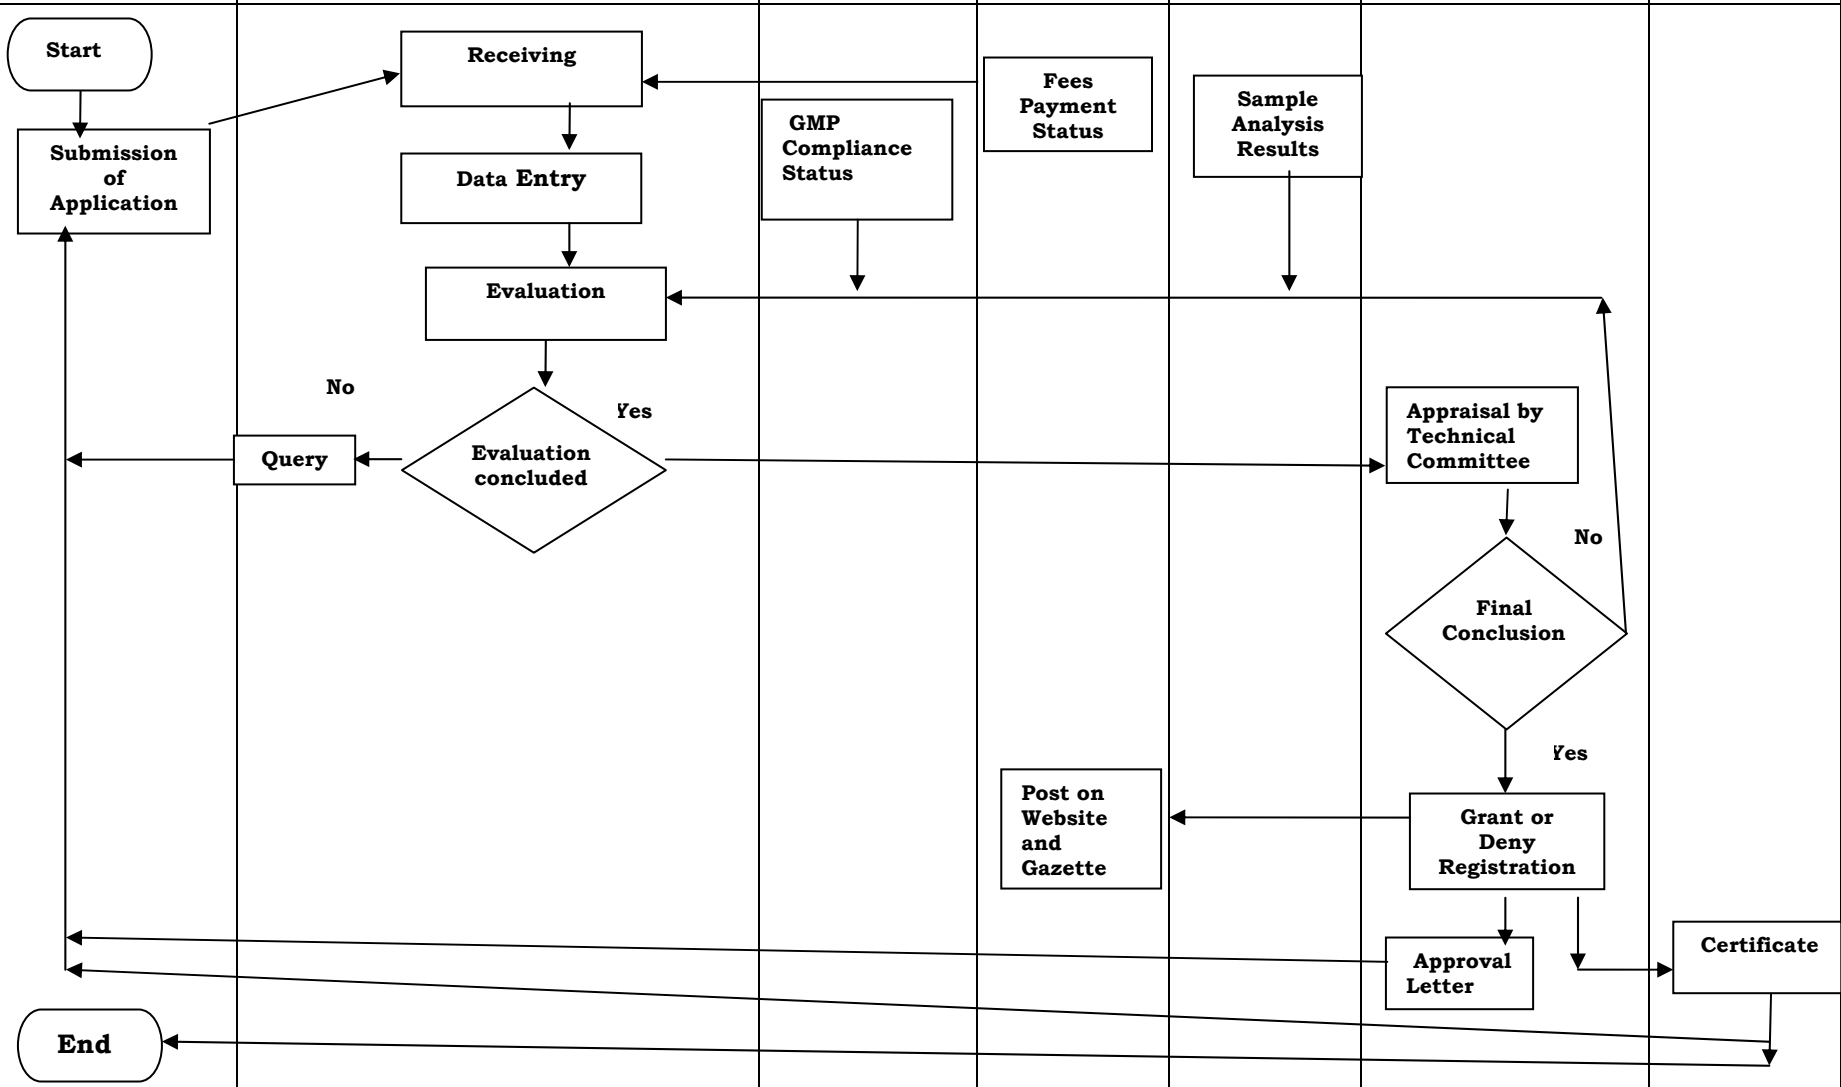 Start
Receiving
Fees
Payment
Status
Sample
Analysis
Results
GMP
Compliance
Status
Submission
of
Application
Data Entry
Evaluation
No
Yes
Query
Evaluation
concluded
Appraisal by
Technical
Committee
No
Final
Conclusion
Yes
Post on
Website
and
Gazette
Grant or
Deny
Registration
Approval
Letter
Certificate
End